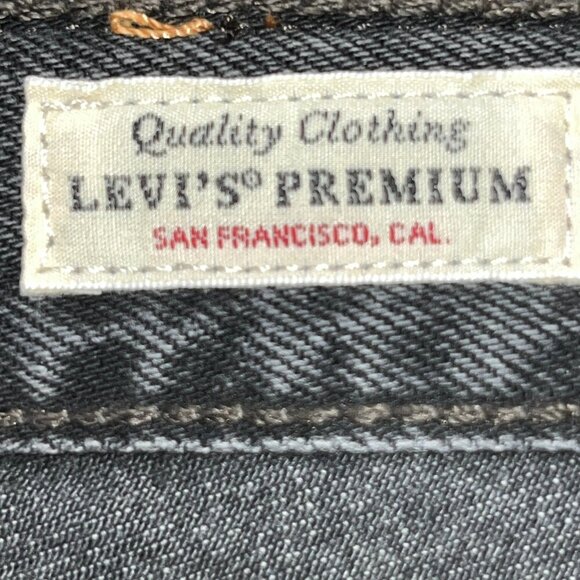 Quality Clothing
LEVI'S® PREMIUM
SAN FRANCISCO, CAL.